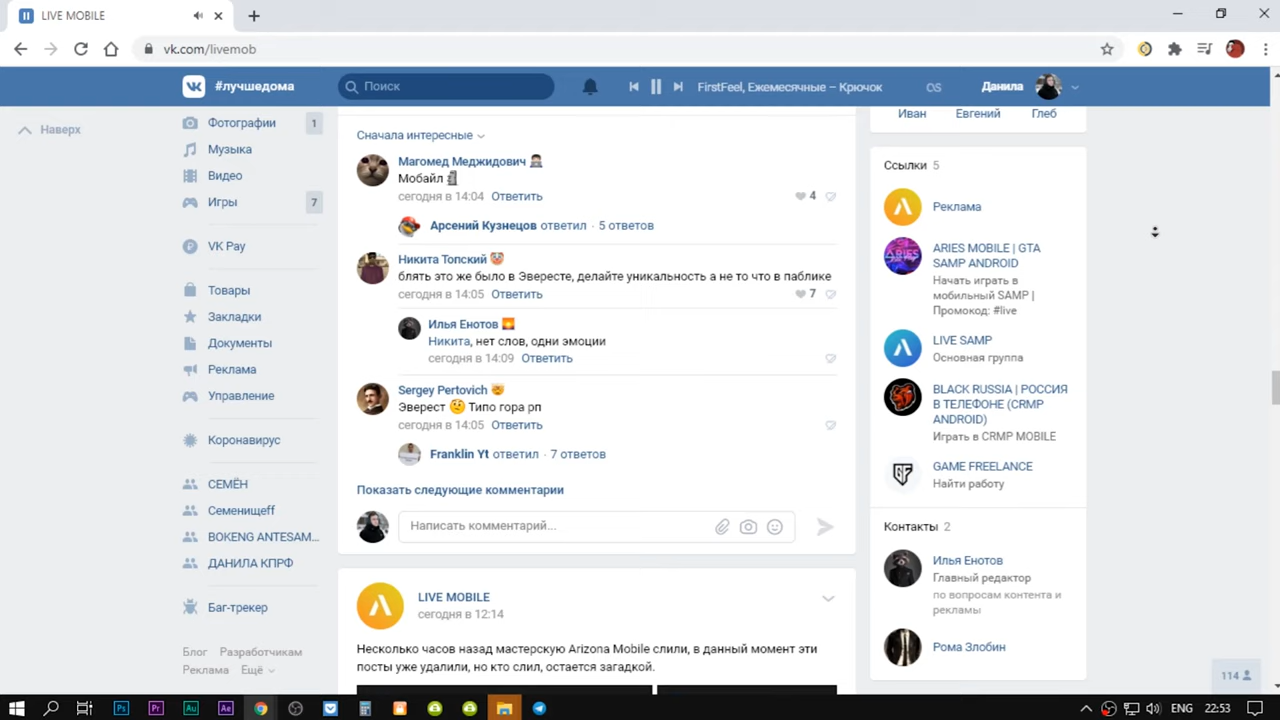 LIVE MOBILE
vk.com/livemob
#лучшедома
Поиск
FirstFeel, Ежемесячные – Крючок
Данила
Наверх
Фотографии 1
Музыка
Видео
Игры 7
VK Pay
Товары
Закладки
Документы
Реклама
Управление
Коронавирус
СЕМЁН
Семенищеff
BOKENG ANTESAM...
ДАНИЛА КПРФ
Баг-трекер
Блог Разработчикам
Реклама Ещё
Сначала интересные
Магомед Меджидович
Мобайл
сегодня в 14:04 Ответить
4
Арсений Кузнецов ответил · 5 ответов
Никита Топский
блять это же было в Эвересте, делайте уникальность а не то что в паблике
сегодня в 14:05 Ответить
7
Илья Енотов
Никита, нет слов, одни эмоции
сегодня в 14:09 Ответить
Sergey Pertovich
Эверест 🤔 Типо гора рп
сегодня в 14:05 Ответить
Franklin Yt ответил · 7 ответов
Показать следующие комментарии
Написать комментарий...
LIVE MOBILE
сегодня в 12:14
Несколько часов назад мастерскую Arizona Mobile слили, в данный момент эти
посты уже удалили, но кто слил, остается загадкой.
Иван Евгений Глеб
Ссылки 5
Реклама
ARIES MOBILE | GTA
SAMP ANDROID
Начать играть в
мобильный SAMP |
Промокод: #live
LIVE SAMP
Основная группа
BLACK RUSSIA | РОССИЯ
В ТЕЛЕФОНЕ (CRMP
ANDROID)
Играть в CRMP MOBILE
GAME FREELANCE
Найти работу
Контакты 2
Илья Енотов
Главный редактор
по вопросам контента и
рекламы
Рома Злобин
114
Ps Pr Au Ae
ENG 22:53